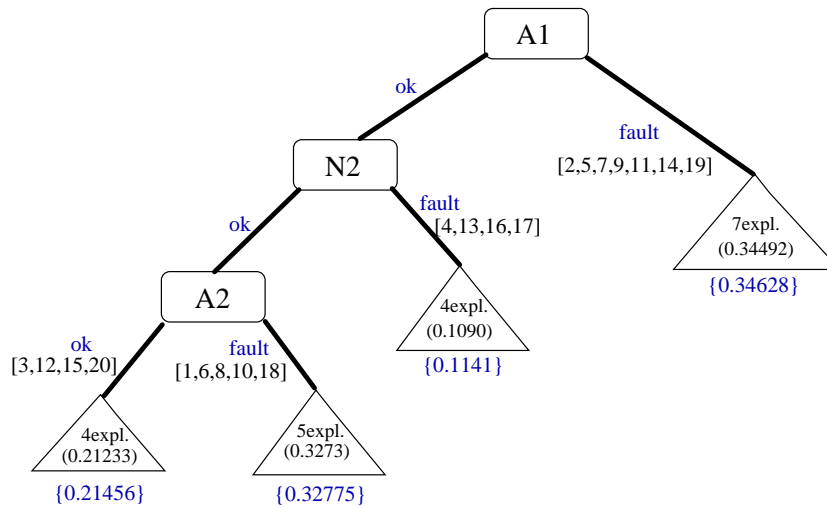 A1
ok
fault
[2,5,7,9,11,14,19]
N2
ok
fault
[4,13,16,17]
7expl.
(0.34492)
{0.34628}
A2
4expl.
(0.1090)
{0.1141}
ok
[3,12,15,20]
fault
[1,6,8,10,18]
4expl.
(0.21233)
{0.21456}
5expl.
(0.3273)
{0.32775}